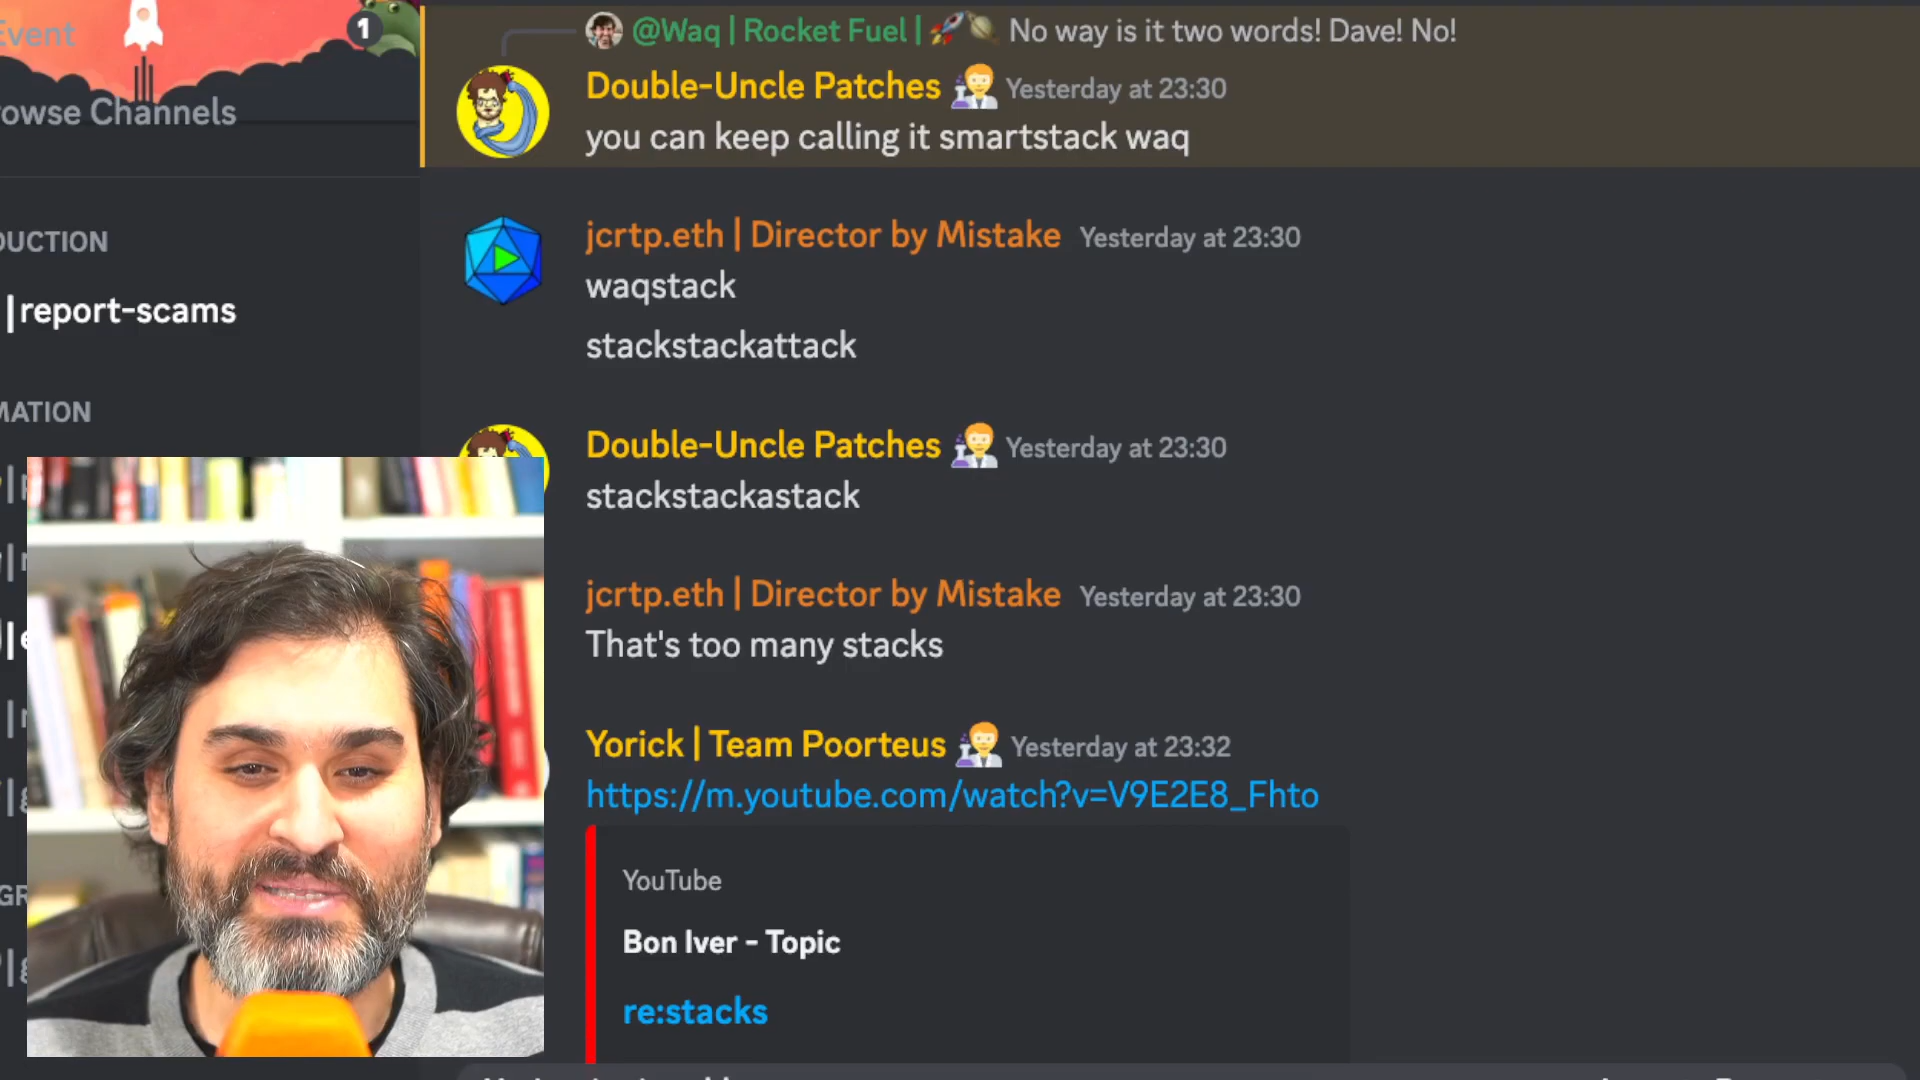 Event
1
@Waq | Rocket Fuel | No way is it two words! Dave! No!
Double-Uncle Patches Yesterday at 23:30
you can keep calling it smartstack waq
owse Channels
DUCTION
|report-scams
MATION
jcrtp.eth | Director by Mistake Yesterday at 23:30
waqstack
stackstackattack
Double-Uncle Patches Yesterday at 23:30
stackstackastack
jcrtp.eth | Director by Mistake Yesterday at 23:30
That's too many stacks
Yorick | Team Poorteus Yesterday at 23:32
https://m.youtube.com/watch?v=V9E2E8_Fhto
YouTube
Bon Iver - Topic
re:stacks